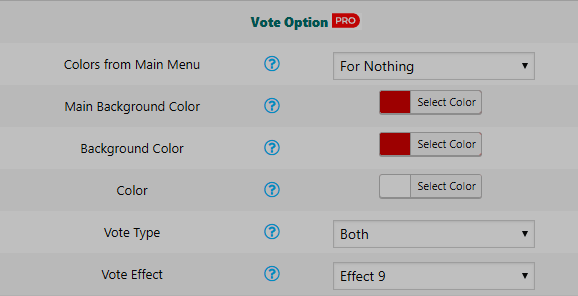 Vote Option PRO
Colors from Main Menu ? For Nothing
Main Background Color Select Color
Background Color ? Select Color
Color ? Select Color
Vote Type ? Both
Vote Effect ? Effect 9